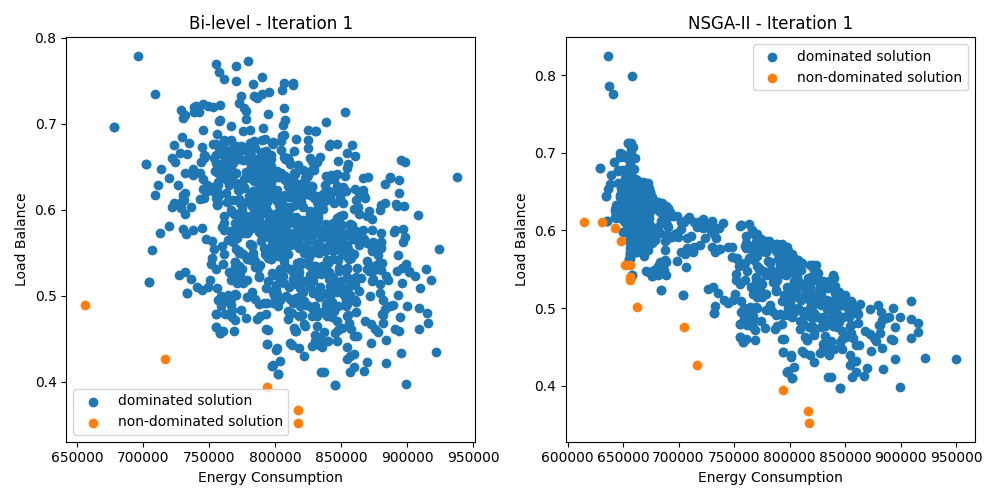 Bi-level - Iteration 1
Load Balance
0.8
0.7
0.6
0.5
0.4
dominated solution
non-dominated solution
650000 700000 750000 800000 850000 900000 950000
Energy Consumption
NSGA-II - Iteration 1
Load Balance
0.8
0.7
0.6
0.5
0.4
dominated solution
non-dominated solution
600000 650000 700000 750000 800000 850000 900000 950000
Energy Consumption